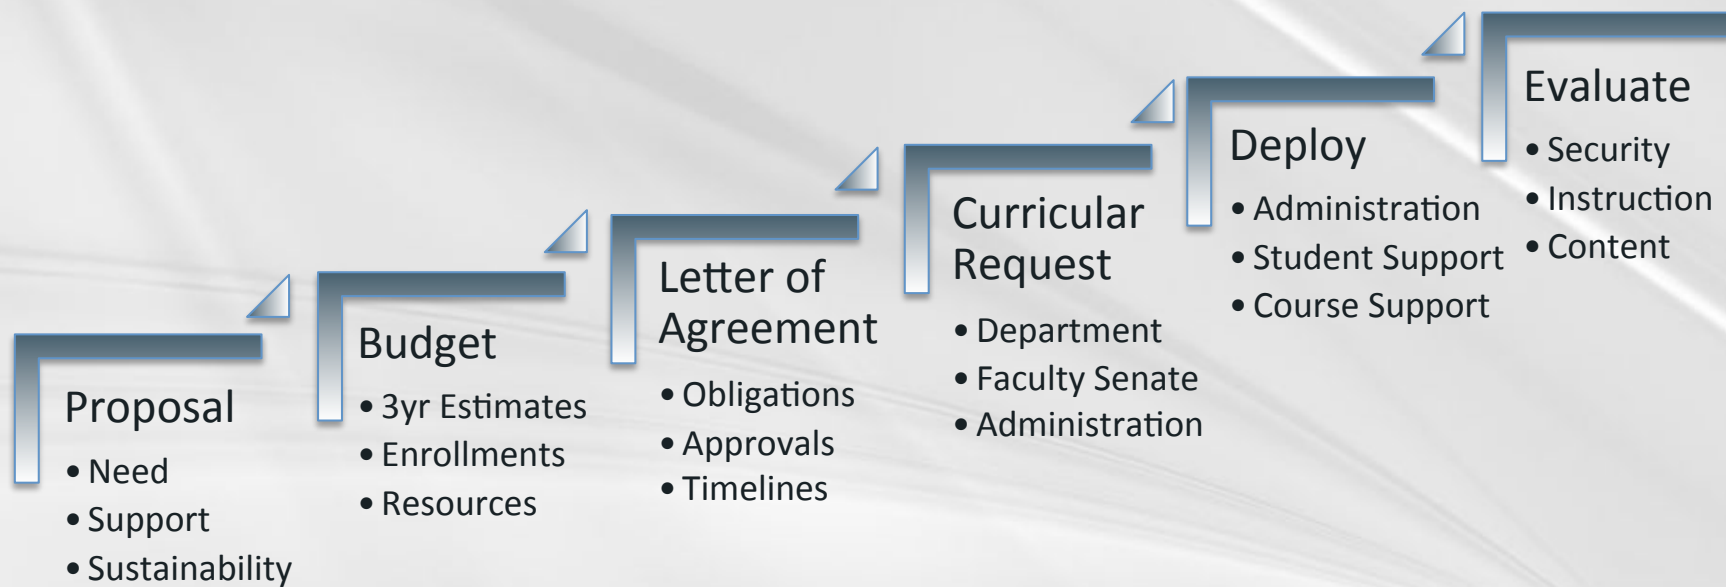 Proposal
• Need
• Support
• Sustainability
Budget
• 3yr Estimates
• Enrollments
• Resources
Letter of
Agreement
• Obligations
• Approvals
• Timelines
Curricular
Request
• Department
• Faculty Senate
• Administration
Deploy
• Administration
• Student Support
• Course Support
Evaluate
• Security
• Instruction
• Content